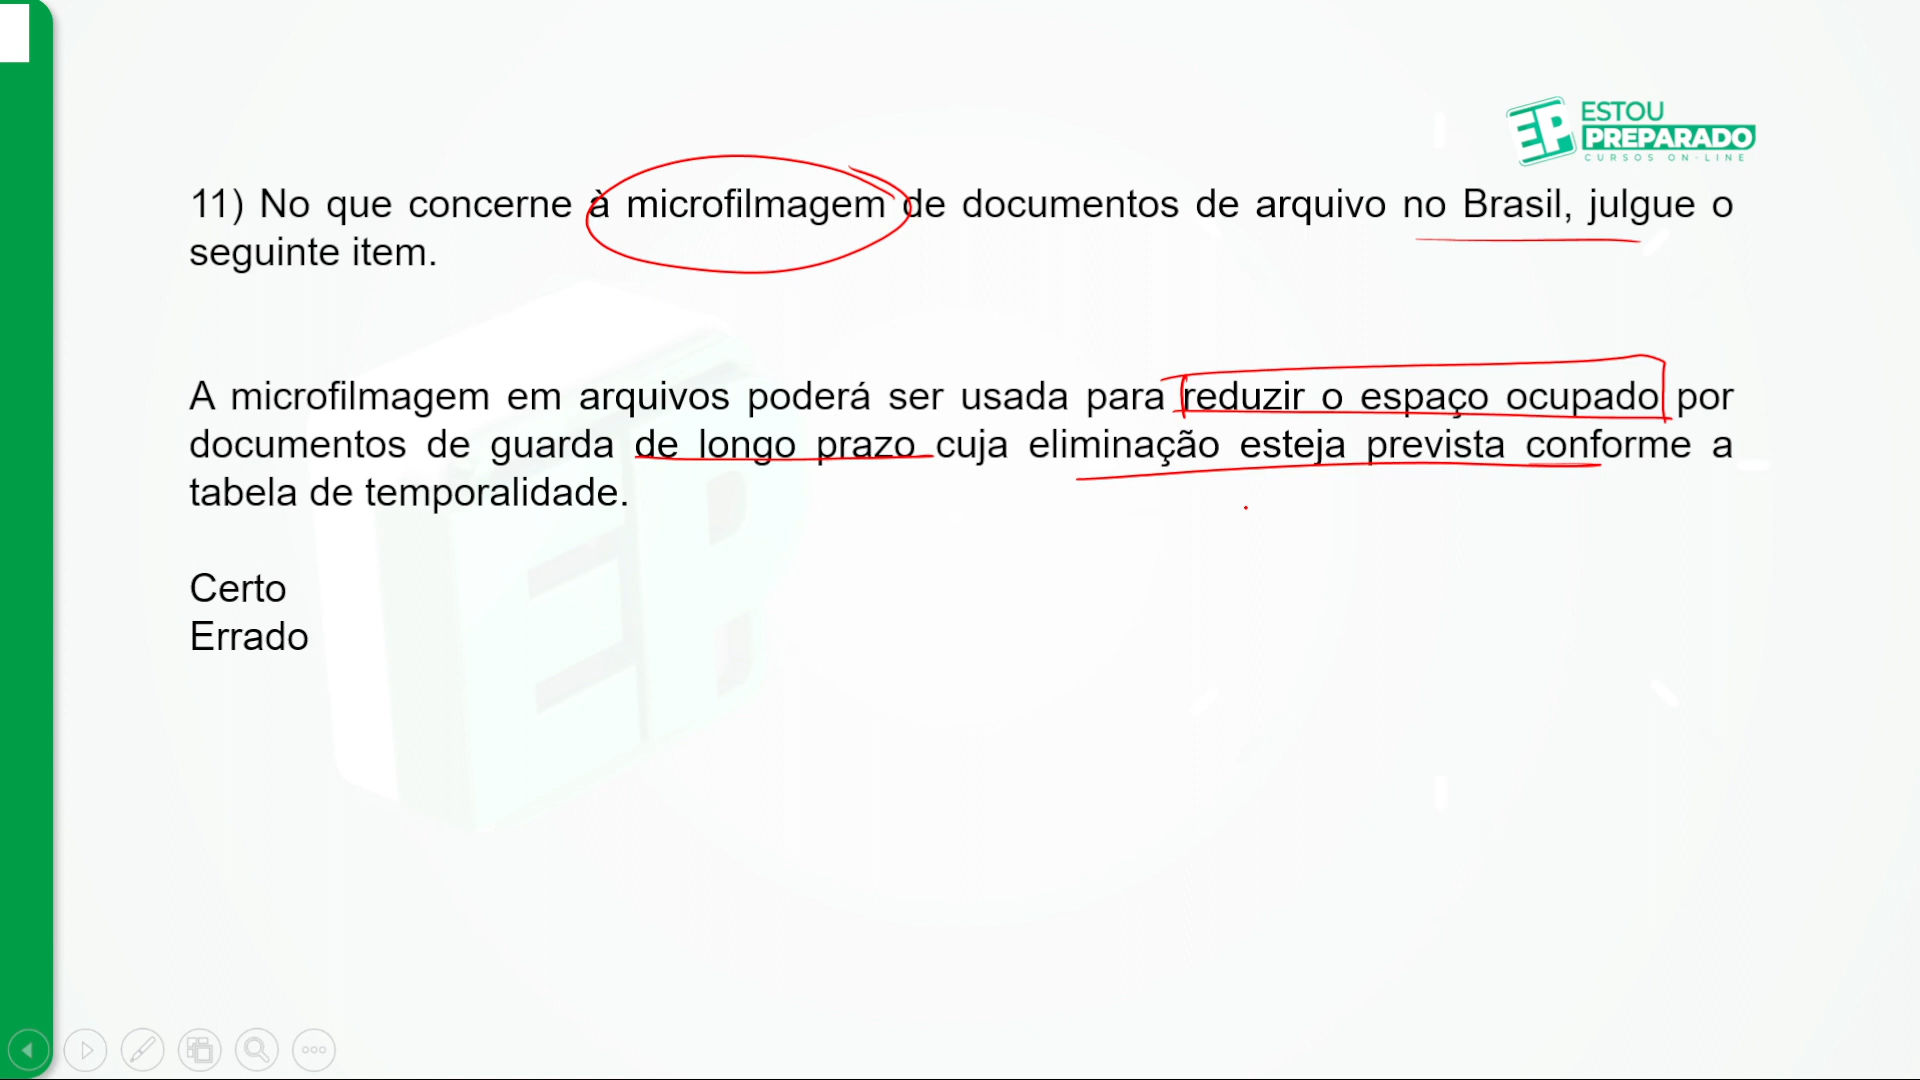 ESTOU
EP PREPARADO
CURSOS ON-LINE
11) No que concerne à microfilmagem de documentos de arquivo no Brasil, julgue o
seguinte item.
A microfilmagem em arquivos poderá ser usada para reduzir o espaço ocupado por
documentos de guarda de longo prazo cuja eliminação esteja prevista conforme a
tabela de temporalidade.
Certo
Errado
EP